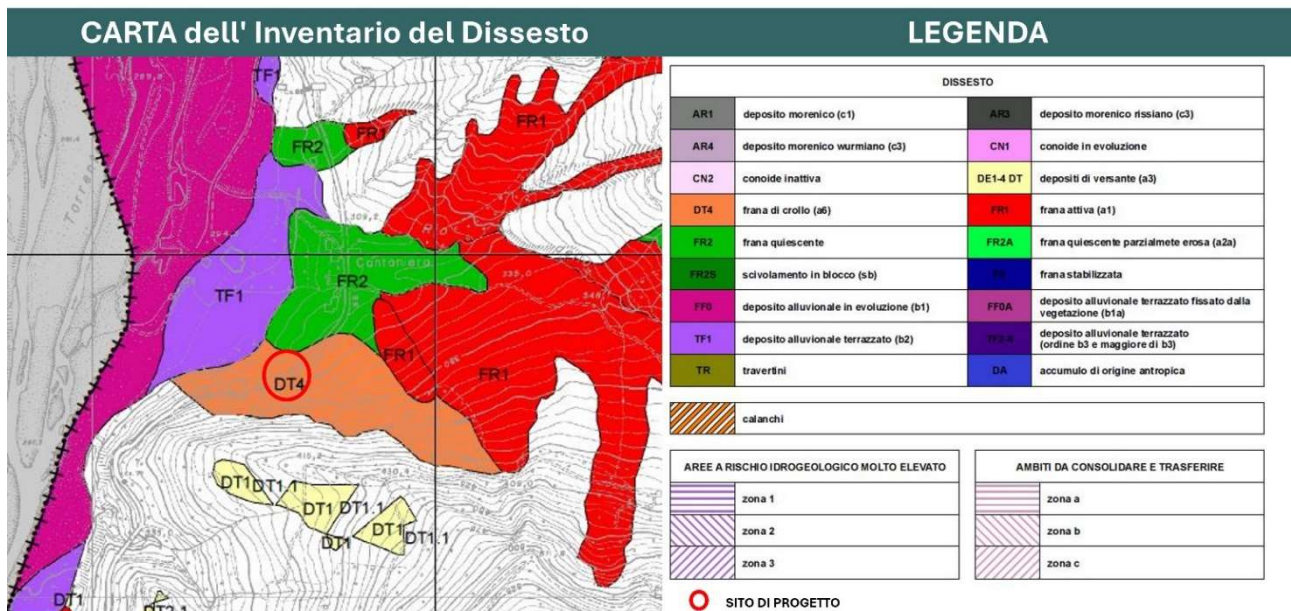 CARTA dell' Inventario del Dissesto
LEGENDA
TF1
FR1
FR2
FR1
309,2
Cantoniera
335.0
TF1
FR2
FR1
FR1
DT4
415,2
DT1
DT1.1
DT1
DT1.1
DT1
DT1
DT1.1
DT1
DISSESTO
AR1 deposito morenico (c1) AR3 deposito morenico rissiano (c3)
AR4 deposito morenico wurmiano (c3) CN1 conoide in evoluzione
CN2 conoide inattiva DE1-4 DT depositi di versante (a3)
DT4 frana di crollo (a6) FR1 frana attiva (a1)
FR2 frana quiescente FR2A frana quiescente parzialmete erosa (a2a)
FR2S scivolamento in blocco (sb) frana stabilizzata
FF0 deposito alluvionale in evoluzione (b1) FF0A deposito alluvionale terrazzato fissato dalla
vegetazione (b1a)
TF1 deposito alluvionale terrazzato (b2) deposito alluvionale terrazzato
(ordine b3 e maggiore di b3)
TR travertini DA accumulo di origine antropica
calanchi
AREE A RISCHIO IDROGEOLOGICO MOLTO ELEVATO
zona 1
zona 2
zona 3
AMBITI DA CONSOLIDARE E TRASFERIRE
zona a
zona b
zona c
SITO DI PROGETTO